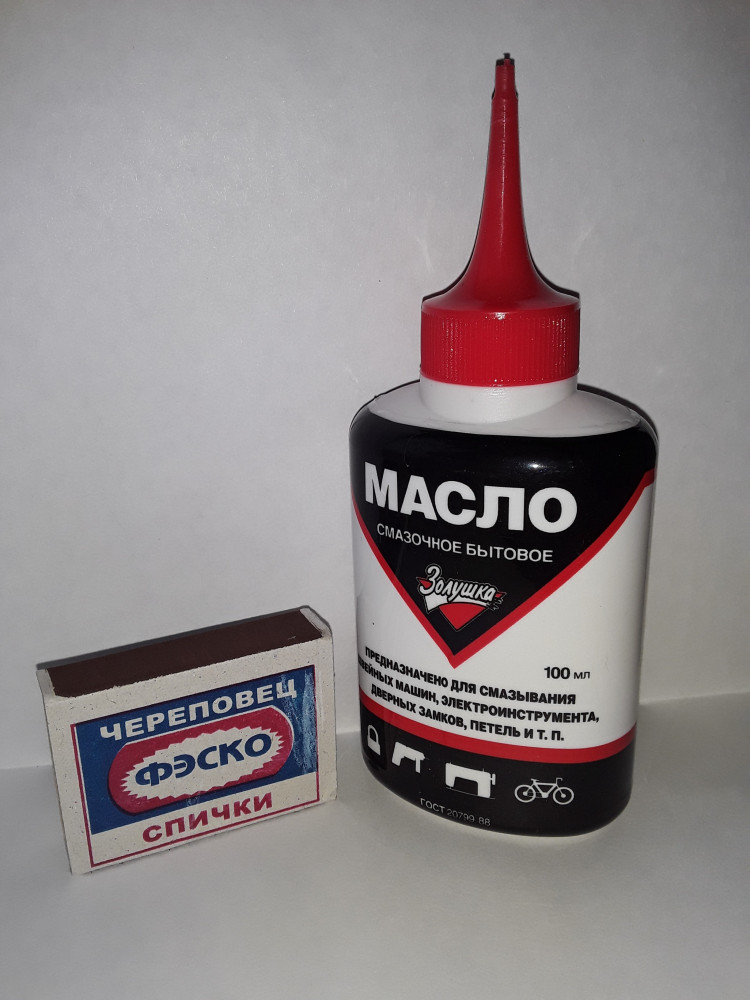 МАСЛО
СМАЗОЧНОЕ БЫТОВОЕ
Золушка
100 мл
ПРЕДНАЗНАЧЕНО ДЛЯ СМАЗЫВАНИЯ
МАШИН, ЭЛЕКТРОИНСТРУМЕНТА,
ДВЕРНЫХ ЗАМКОВ, ПЕТЕЛЬ И Т. П.
ГОСТ 20799 88
ЧЕРЕПОВЕЦ
ФЭСКО
СПИЧКИ